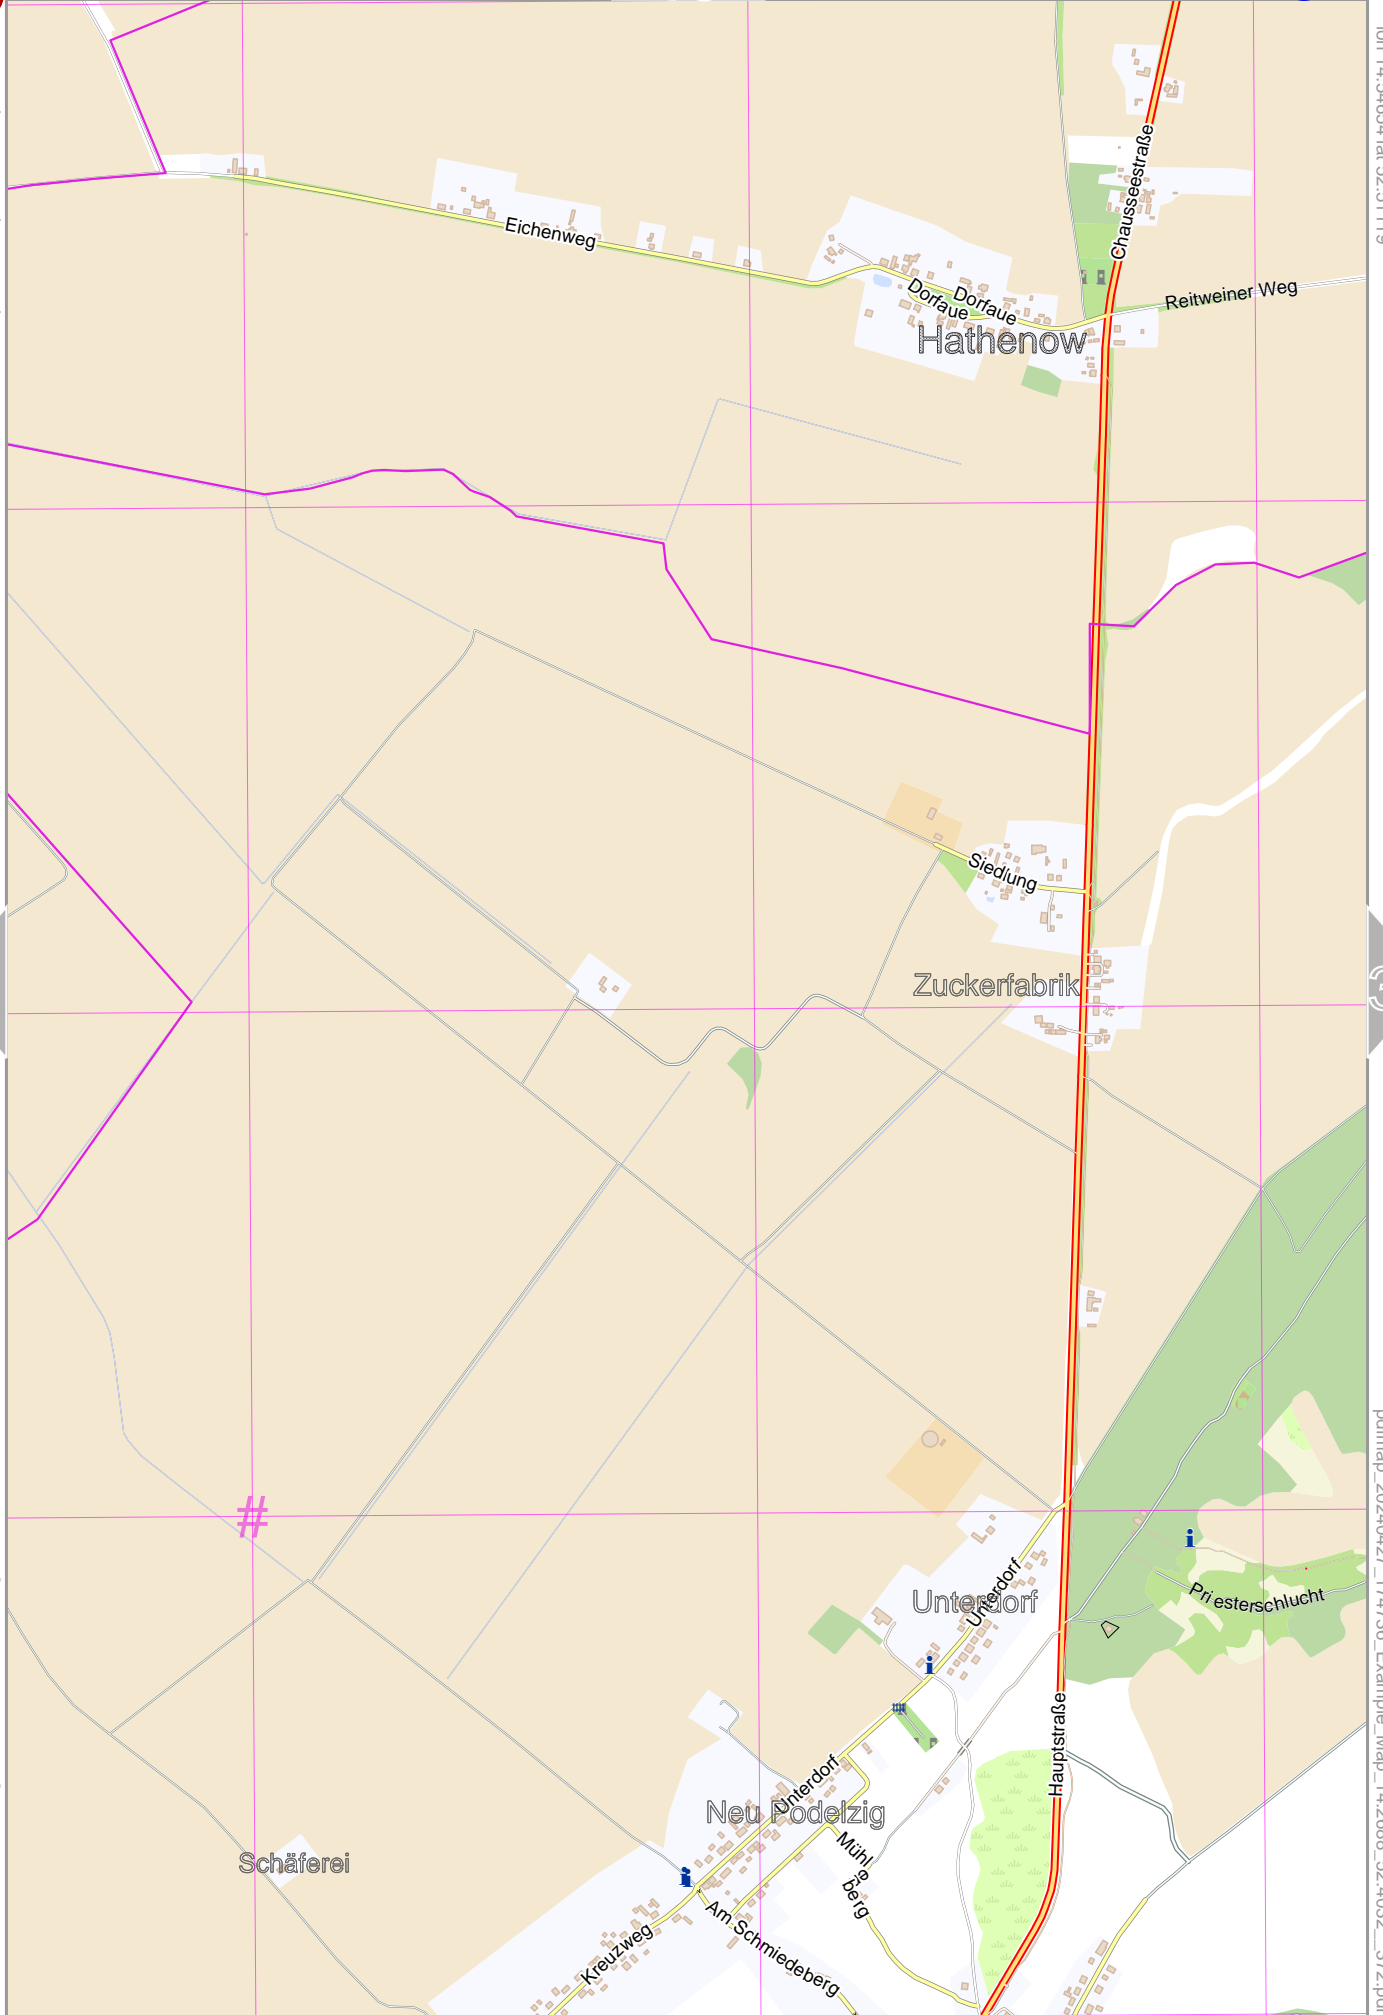 Chausseestraße
Eichenweg
Reitweiner Weg
Dorfaue
Dorfaue
Hathenow
Siedlung
Zuckerfabrik
#
Priesterschlucht
Unterdorf
Unterdorf
Hauptstraße
Unterdorf
Neu Podelzig
Mühleberg
Schäferei
Am Schmiedeberg
Kreuzweg